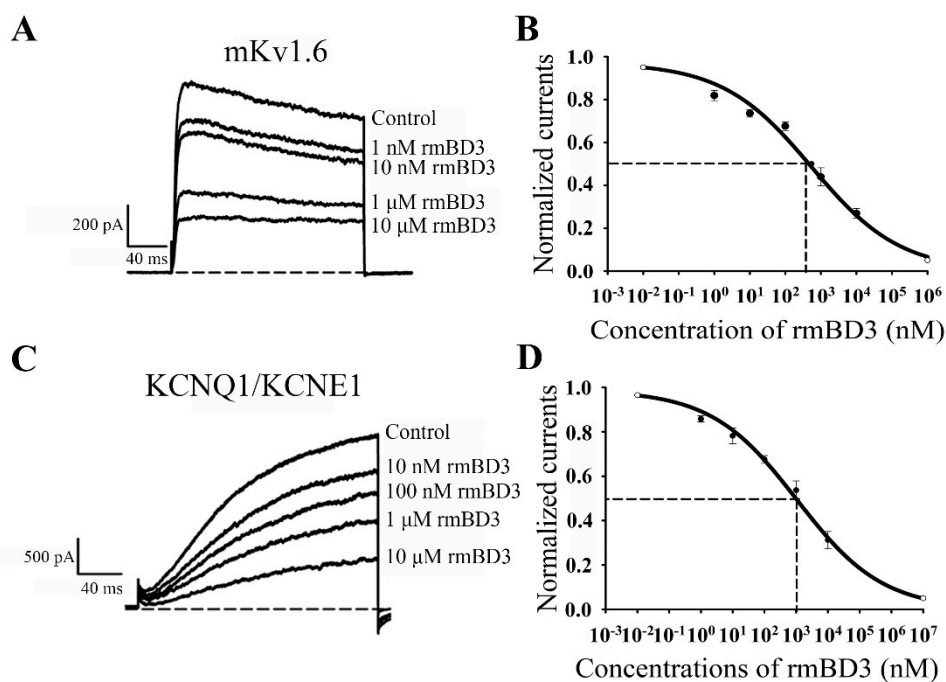 A
mKv1.6
Control
1 nM rmBD3
10 nM rmBD3
1 μM rmBD3
10 μM rmBD3
200 pA
40 ms
B
Normalized currents
1.0
0.8
0.6
0.4
0.2
0.0
10-3 10-2 10-1 100 101 102 103 104 105 106
Concentration of rmBD3 (nM)
C
KCNQ1/KCNE1
Control
10 nM rmBD3
100 nM rmBD3
1 μM rmBD3
10 μM rmBD3
500 pA
40 ms
D
Normalized currents
1.0
0.8
0.6
0.4
0.2
0.0
10-3 10-2 10-1 100 101 102 103 104 105 106 107
Concentrations of rmBD3 (nM)